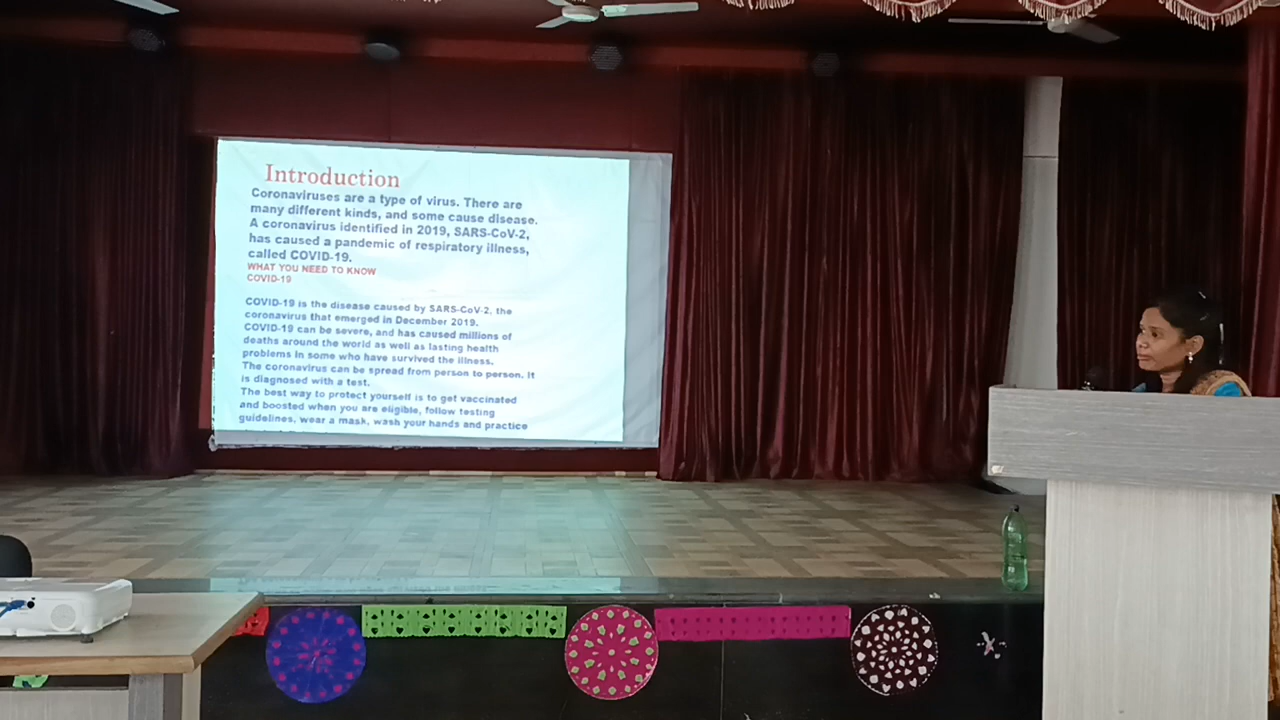 Introduction
Coronaviruses are a type of virus. There are
many different kinds, and some cause disease.
A coronavirus identified in 2019, SARS-CoV-2,
has caused a pandemic of respiratory illness,
called COVID-19.
WHAT YOU NEED TO KNOW
COVID-19
COVID-19 is the disease caused by SARS-CoV-2, the
coronavirus that emerged in December 2019.
COVID-19 can be severe, and has caused millions of
deaths around the world as well as lasting health
problems in some who have survived the illness.
The coronavirus can be spread from person to person. It
is diagnosed with a test.
The best way to protect yourself is to get vaccinated
and boosted when you are eligible, follow testing
guidelines, wear a mask, wash your hands and practice